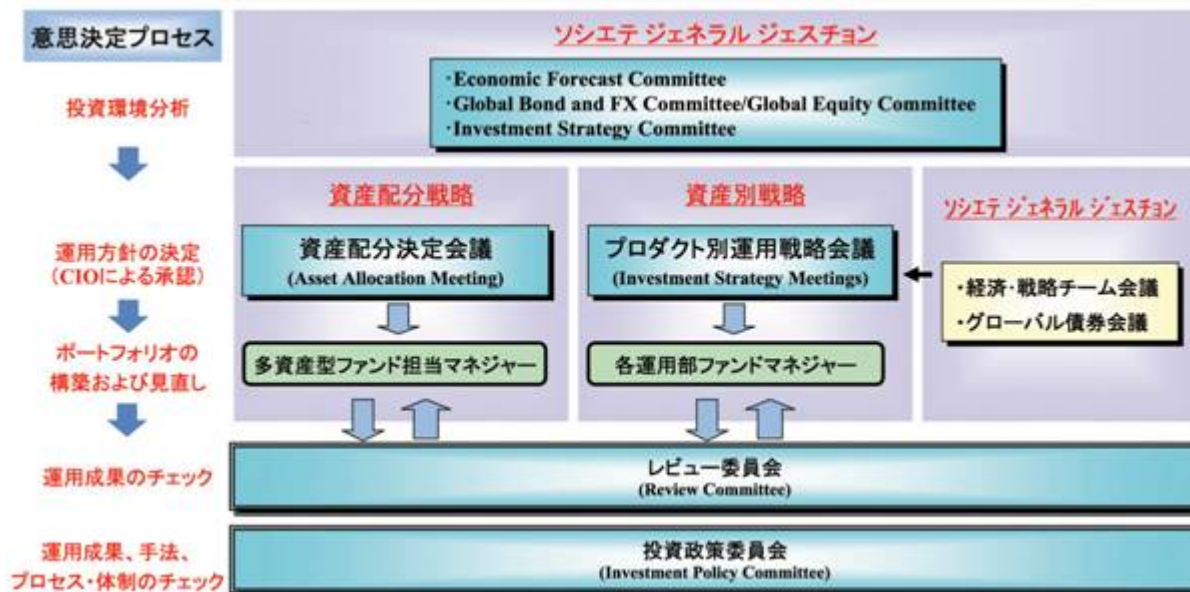 意思決定プロセス
ソシエテ ジェネラル ジェスチョン
・Economic Forecast Committee
・Global Bond and FX Committee/Global Equity Committee
・Investment Strategy Committee
投資環境分析
資産配分戦略
資産別戦略
ソシエテ ジェネラル ジェスチョン
運用方針の決定
(CIOによる承認)
資産配分決定会議
(Asset Allocation Meeting)
プロダクト別運用戦略会議
(Investment Strategy Meetings)
・経済・戦略チーム会議
・グローバル債券会議
ポートフォリオの
構築および見直し
多資産型ファンド担当マネジャー
各運用部ファンドマネジャー
運用成果のチェック
レビュー委員会
(Review Committee)
運用成果、手法、
プロセス・体制のチェック
投資政策委員会
(Investment Policy Committee)